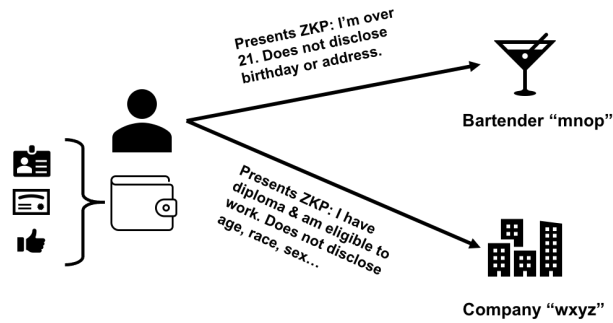 Presents ZKP: I’m over
21. Does not disclose
birthday or address.
Bartender “mnop”
Presents ZKP: I have
diploma & am eligible to
work. Does not disclose
age, race, sex…
Company “wxyz”